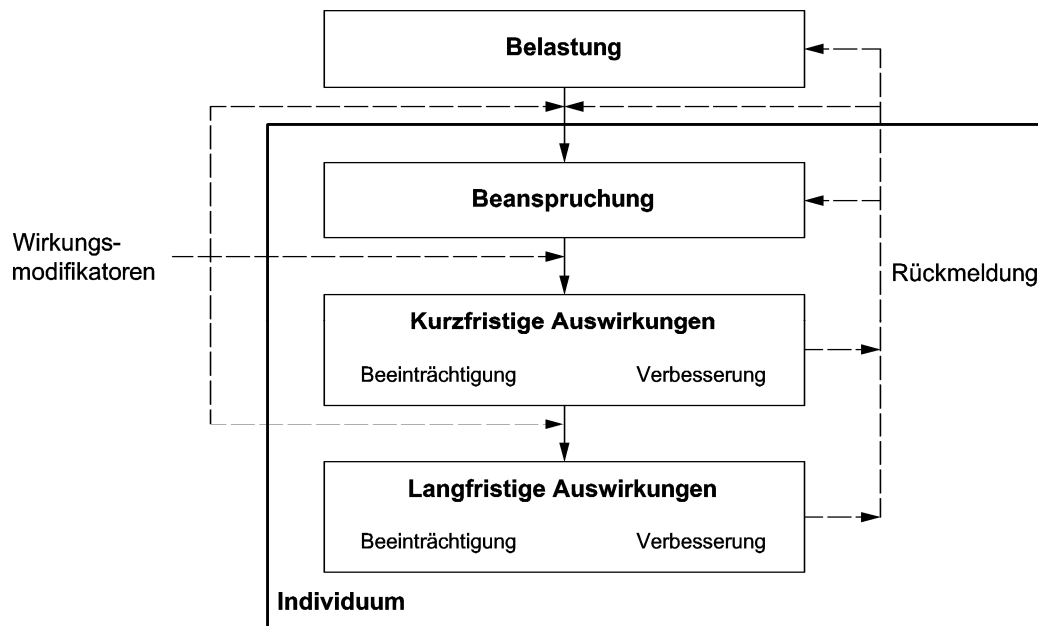 Belastung
Beanspruchung
Wirkungs-
modifikatoren
Rückmeldung
Kurzfristige Auswirkungen
Beeinträchtigung Verbesserung
Langfristige Auswirkungen
Beeinträchtigung Verbesserung
Individuum